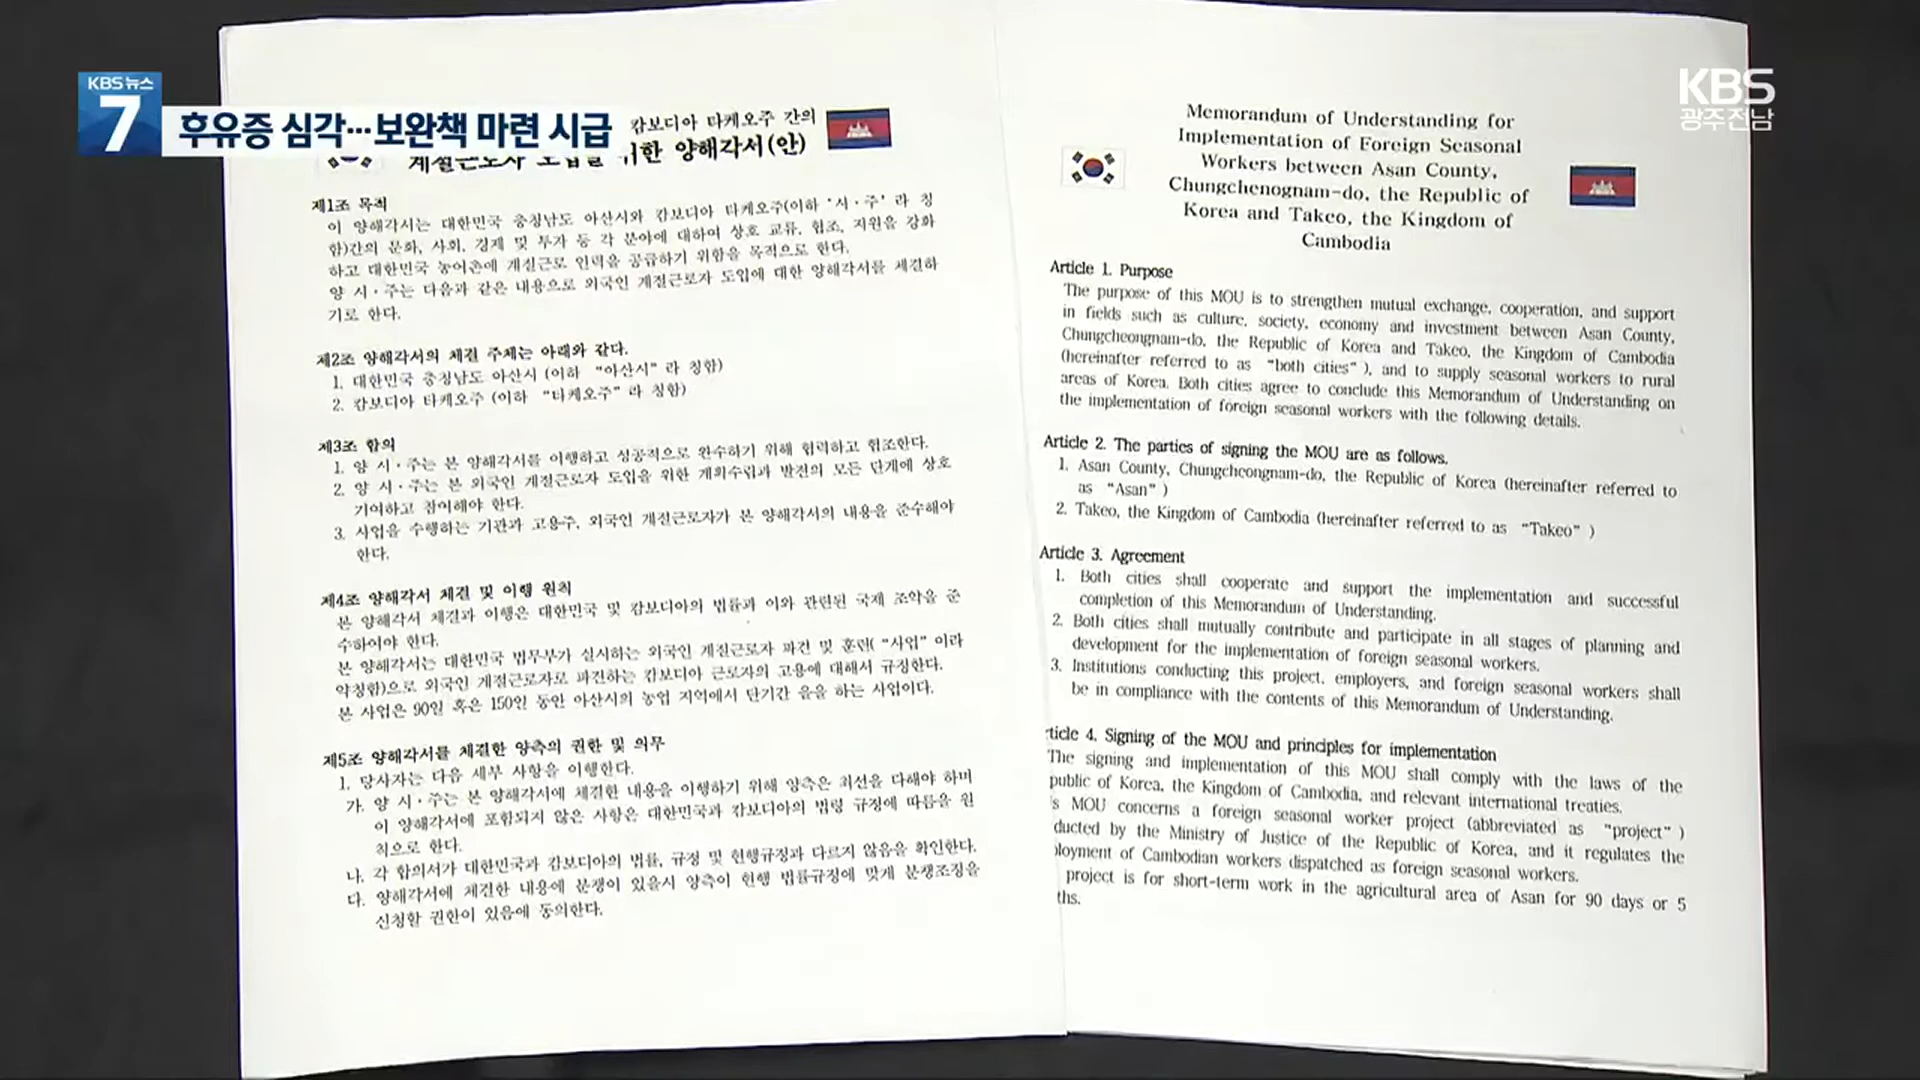 KBS 뉴스
7
후유증 심각…보완책 마련 시급
KBS
광주전남
캄보디아 타케오주 간의
위한 양해각서(안)
제1조 목적
이 양해각서는 대한민국 충청남도 아산시와 캄보디아 타케오주(이하 ‘시·주’ 라 칭
함)간의 문화, 사회, 경제 및 투자 등 각 분야에 대하여 상호 교류, 협조, 지원을 강화
하고 대한민국 농어촌에 계절근로 인력을 공급하기 위함을 목적으로 한다.
양 시·주는 다음과 같은 내용으로 외국인 계절근로자 도입에 대한 양해각서를 체결하
기로 한다.
제2조 양해각서의 체결 주체는 아래와 같다.
1. 대한민국 충청남도 아산시 (이하 “아산시” 라 칭함)
2. 캄보디아 타케오주 (이하 “타케오주” 라 칭함)
제3조 합의
1. 양 시·주는 본 양해각서를 이행하고 성공적으로 완수하기 위해 협력하고 협조한다.
2. 양 시·주는 본 외국인 계절근로자 도입을 위한 계획수립과 발전의 모든 단계에 상호
기여하고 참여해야 한다.
3. 사업을 수행하는 기관과 고용주, 외국인 계절근로자가 본 양해각서의 내용을 준수해야
한다.
제4조 양해각서 체결 및 이행 원칙
본 양해각서 체결과 이행은 대한민국 및 캄보디아의 법률과 이와 관련된 국제 조약을 준
수하여야 한다.
본 양해각서는 대한민국 법무부가 실시하는 외국인 계절근로자 파견 및 훈련( “사업” 이라
약칭함)으로 외국인 계절근로자로 파견하는 캄보디아 근로자의 고용에 대해서 규정한다.
본 사업은 90일 혹은 150일 동안 아산시의 농업 지역에서 단기간 을을 하는 사업이다.
제5조 양해각서를 체결한 양측의 권한 및 의무
1. 당사자는 다음 세부 사항을 이행한다.
가. 양 시·주는 본 양해각서에 체결한 내용을 이행하기 위해 양측은 최선을 다해야 하며
이 양해각서에 포함되지 않은 사항은 대한민국과 캄보디아의 법령 규정에 따름을 원
칙으로 한다.
나. 각 합의서가 대한민국과 캄보디아의 법률, 규정 및 현행규정과 다르지 않음을 확인한다.
다. 양해각서에 체결한 내용에 분쟁이 있을시 양측이 현행 법률규정에 맞게 분쟁조정을
신청할 권한이 있음에 동의한다.
Memorandum of Understanding for
Implementation of Foreign Seasonal
Workers between Asan County,
Chungchenognam-do, the Republic of
Korea and Takeo, the Kingdom of
Cambodia
Article 1. Purpose
The purpose of this MOU is to strengthen mutual exchange, cooperation, and support
in fields such as culture, society, economy and investment between Asan County,
Chungcheongnam-do, the Republic of Korea and Takeo, the Kingdom of Cambodia
(hereinafter referred to as “both cities” ), and to supply seasonal workers to rural
areas of Korea. Both cities agree to conclude this Memorandum of Understanding on
the implementation of foreign seasonal workers with the following details.
Article 2. The parties of signing the MOU are as follows.
1. Asan County, Chungcheongnam-do, the Republic of Korea (hereinafter referred to
as “Asan” )
2. Takeo, the Kingdom of Cambodia (hereinafter referred to as “Takeo” )
Article 3. Agreement
1. Both cities shall cooperate and support the implementation and successful
completion of this Memorandum of Understanding.
2. Both cities shall mutually contribute and participate in all stages of planning and
development for the implementation of foreign seasonal workers.
3. Institutions conducting this project, employers, and foreign seasonal workers shall
be in compliance with the contents of this Memorandum of Understanding.
ticle 4. Signing of the MOU and principles for implementation
The signing and implementation of this MOU shall comply with the laws of the
public of Korea, the Kingdom of Cambodia, and relevant international treaties.
s MOU concerns a foreign seasonal worker project (abbreviated as “project” )
ducted by the Ministry of Justice of the Republic of Korea, and it regulates the
loyment of Cambodian workers dispatched as foreign seasonal workers.
project is for short-term work in the agricultural area of Asan for 90 days or 5
ths.